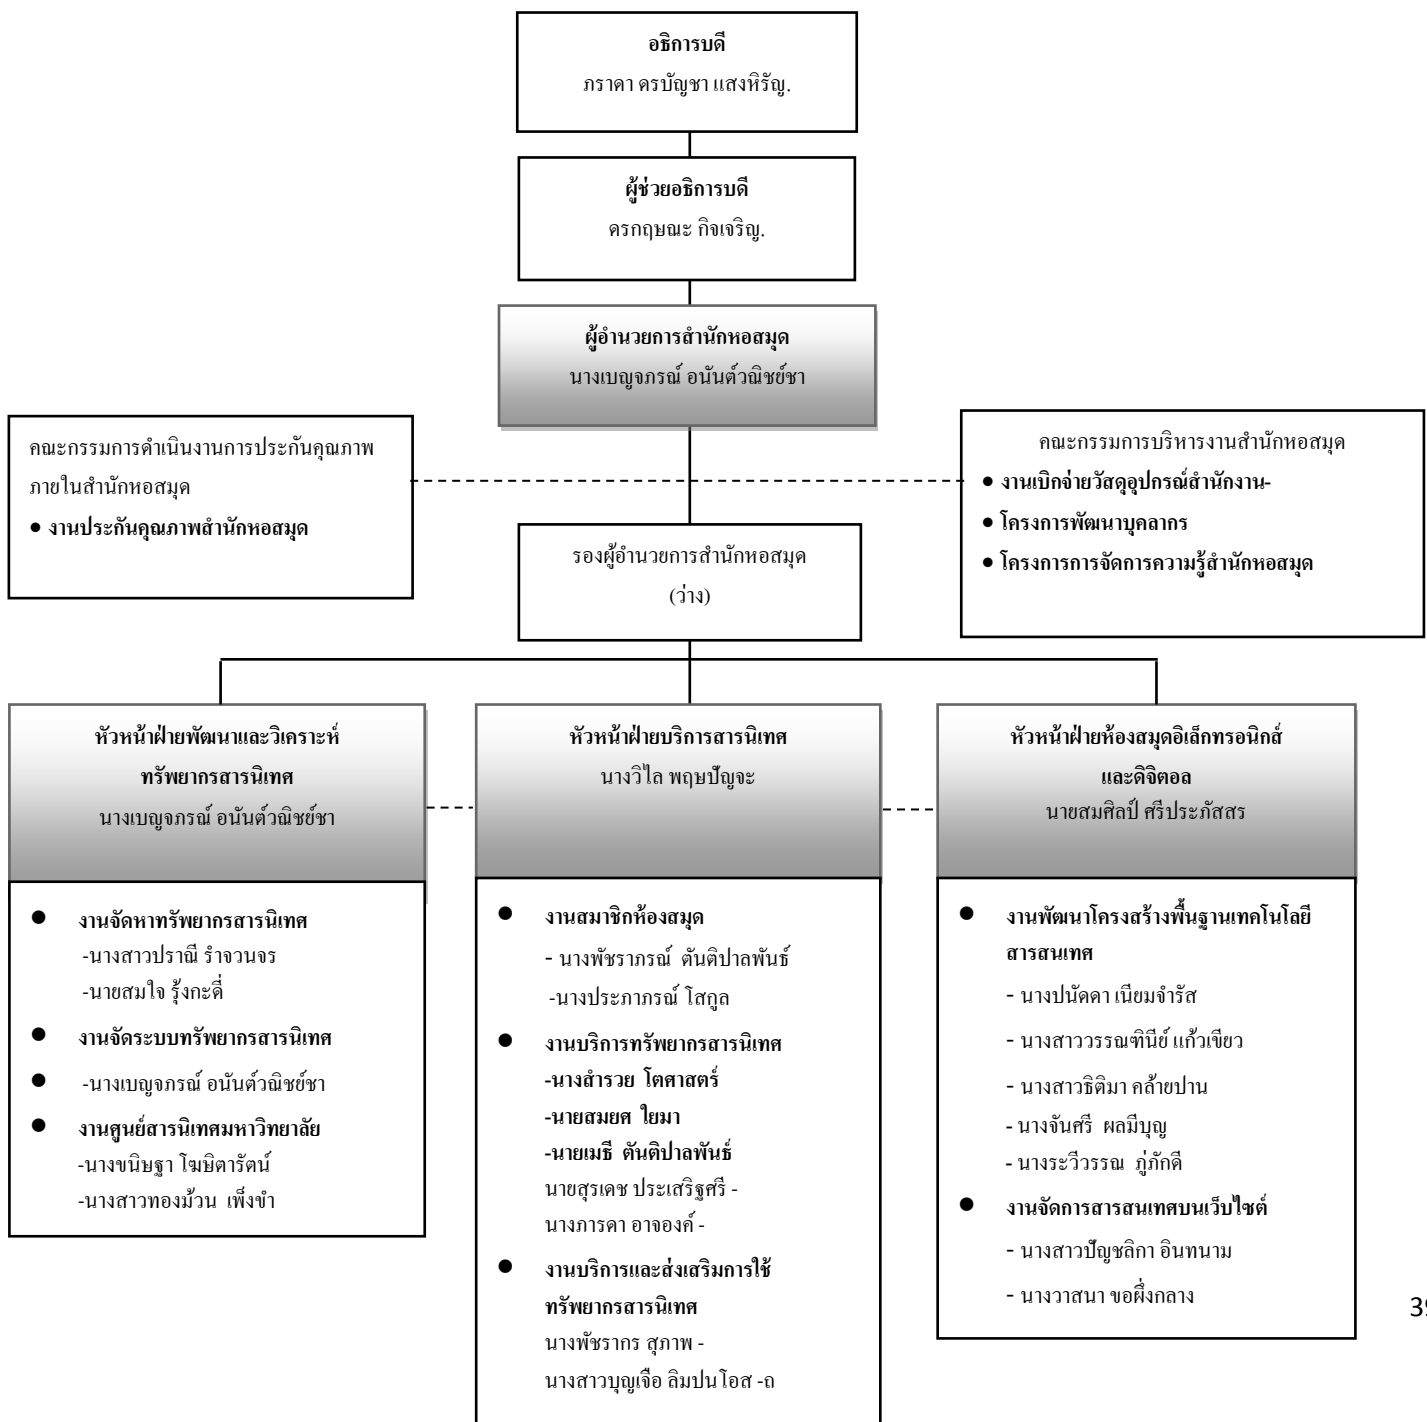 อธิการบดี
ภราดา ดรบัญชา แสงหิรัญ.
ผู้ช่วยอธิการบดี
ดรกฤษณะ กิจเจริญ.
ผู้อำนวยการสำนักหอสมุด
นางเบญจภรณ์ อนันต์วณิชย์ชา
คณะกรรมการดำเนินงานการประกันคุณภาพ
ภายในสำนักหอสมุด
● งานประกันคุณภาพสำนักหอสมุด
คณะกรรมการบริหารงานสำนักหอสมุด
● งานเบิกจ่ายวัสดุอุปกรณ์สำนักงาน-
● โครงการพัฒนาบุคลากร
● โครงการการจัดการความรู้สำนักหอสมุด
รองผู้อำนวยการสำนักหอสมุด
(ว่าง)
หัวหน้าฝ่ายพัฒนาและวิเคราะห์
ทรัพยากรสารนิเทศ
นางเบญจภรณ์ อนันต์วณิชย์ชา
● งานจัดหาทรัพยากรสารนิเทศ
-นางสาวปราณี รำจวนจร
-นายสมใจ รุ้งกะดี่
● งานจัดระบบทรัพยากรสารนิเทศ
● -นางเบญจภรณ์ อนันต์วณิชย์ชา
● งานศูนย์สารนิเทศมหาวิทยาลัย
-นางขนิษฐา โฆษิตารัตน์
-นางสาวทองม้วน เพ็งขำ
หัวหน้าฝ่ายบริการสารนิเทศ
นางวิไล พฤษปัญจะ
● งานสมาชิกห้องสมุด
- นางพัชราภรณ์ ตันติปาลพันธ์
-นางประภาภรณ์ โสกูล
● งานบริการทรัพยากรสารนิเทศ
-นางสำรวย โตศาสตร์
-นายสมยศ ใยมา
-นายเมธี ตันติปาลพันธ์
นายสุรเดช ประเสริฐศรี -
นางภารดา อาจองค์ -
● งานบริการและส่งเสริมการใช้
ทรัพยากรสารนิเทศ
นางพัชรากร สุภาพ -
นางสาวบุญเจือ ลิมปนโอส -ถ
หัวหน้าฝ่ายห้องสมุดอิเล็กทรอนิกส์
และดิจิตอล
นายสมศิลป์ ศรีประภัสสร
● งานพัฒนาโครงสร้างพื้นฐานเทคโนโลยี
สารสนเทศ
- นางปนัดดา เนียมจำรัส
- นางสาววรรณฑินีย์ แก้วเขียว
- นางสาวธิติมา คล้ายปาน
- นางจันศรี ผลมีบุญ
- นางระวีวรรณ ภู่ภักดี
● งานจัดการสารสนเทศบนเว็บไซต์
- นางสาวปัญชลิกา อินทนาม
- นางวาสนา ขอผึ่งกลาง